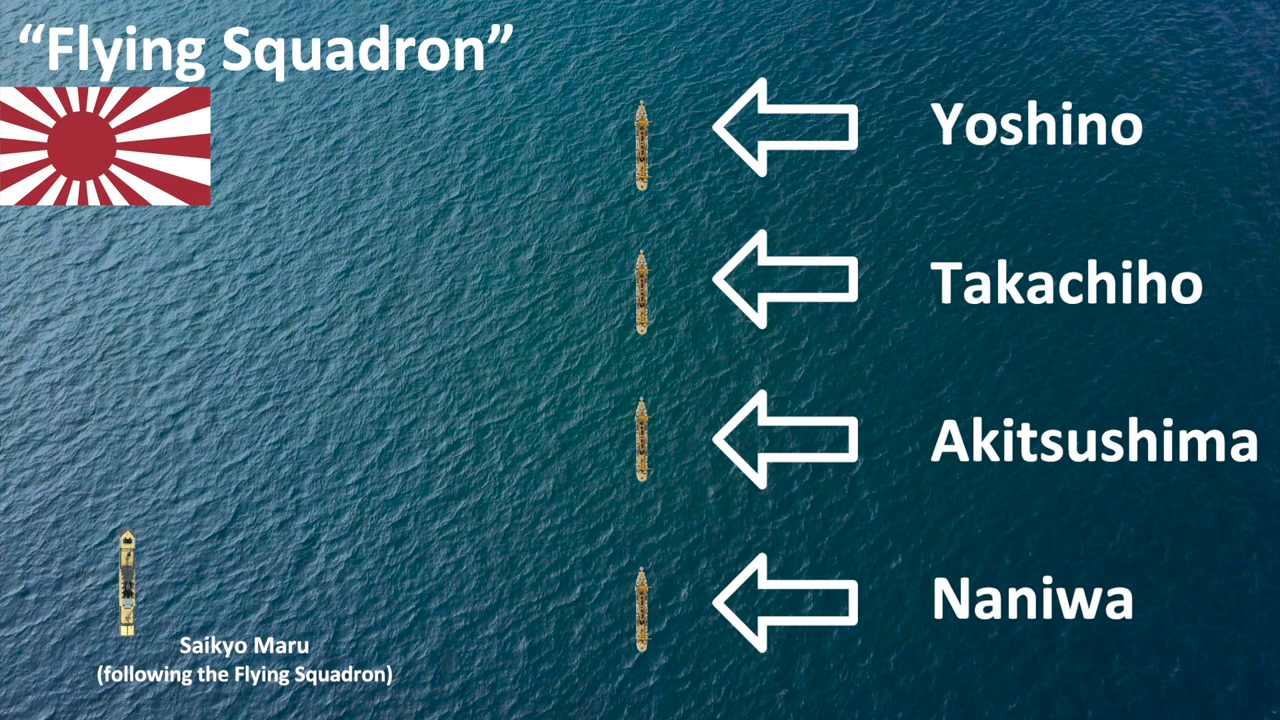 “Flying Squadron”
Yoshino
Takachiho
Akitsushima
Naniwa
Saikyo Maru
(following the Flying Squadron)